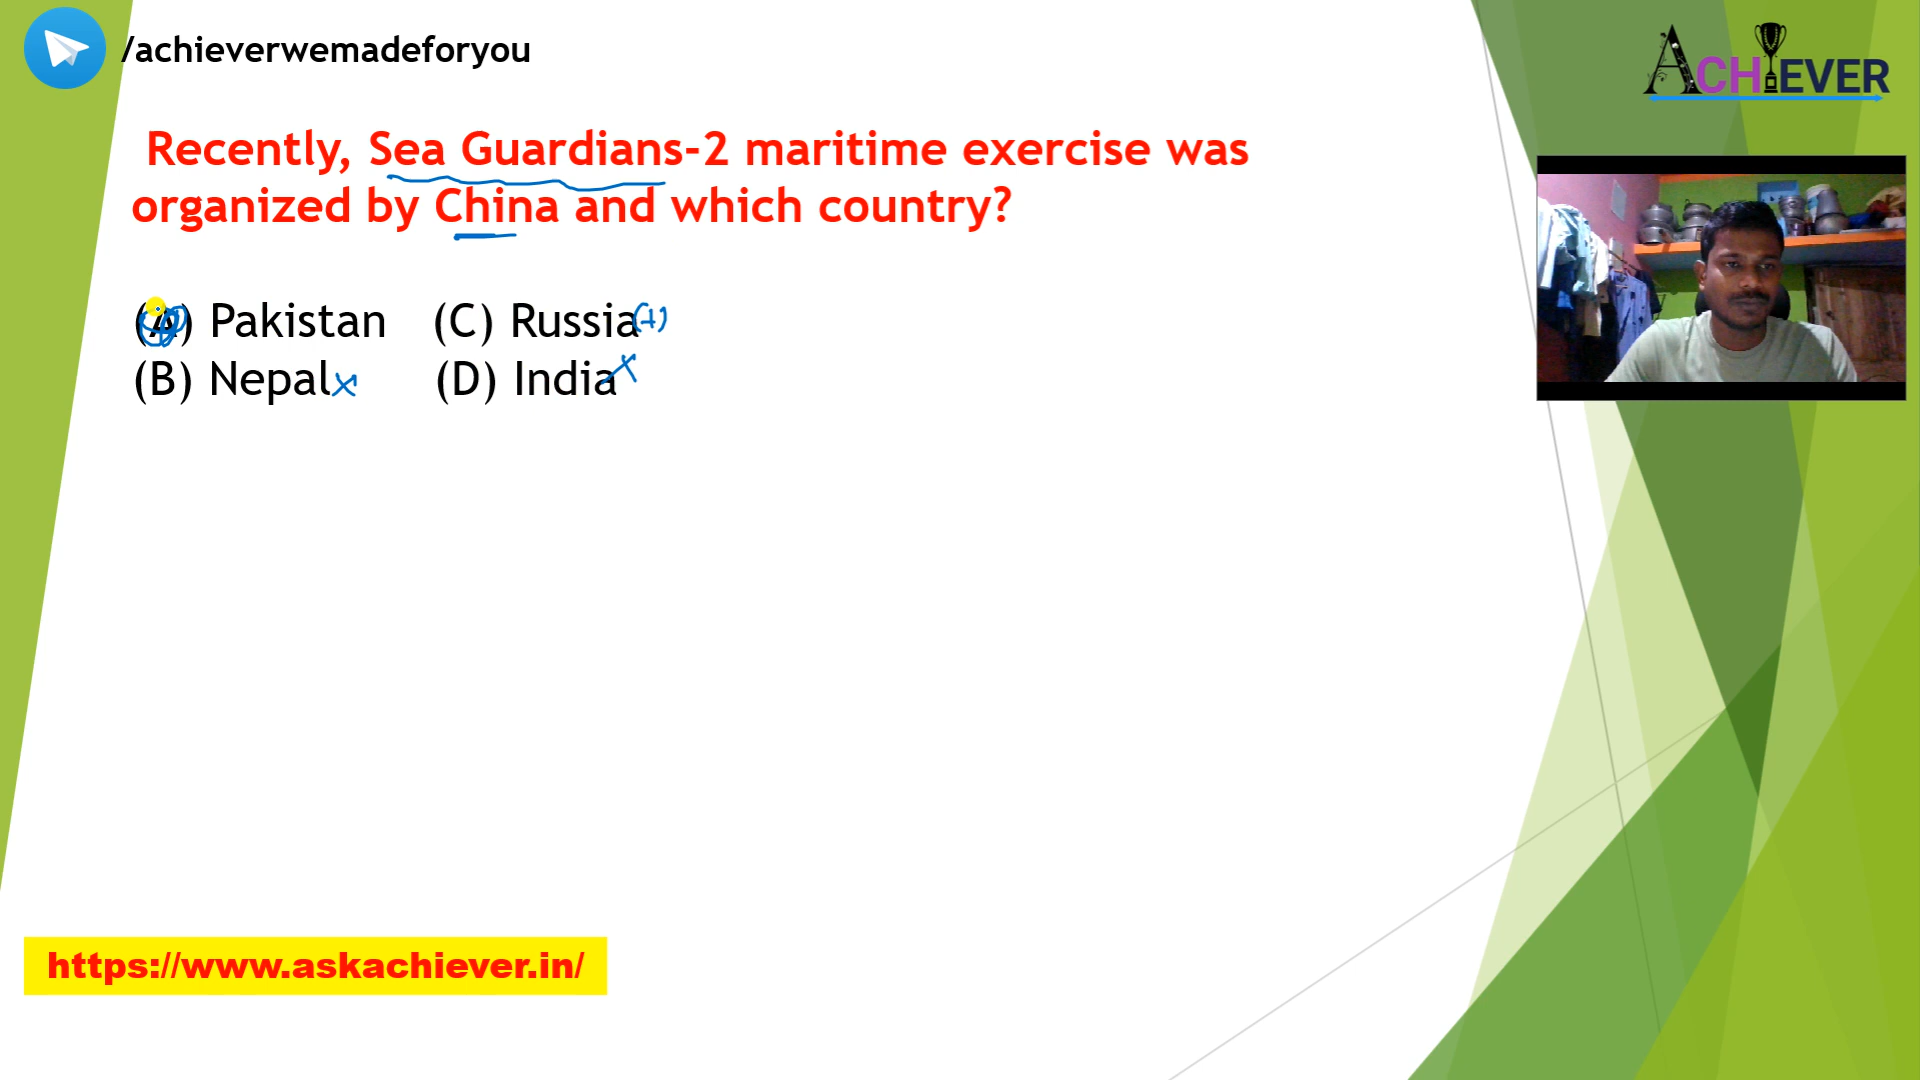 /achieverwemadeforyou
ACHIEVER
Recently, Sea Guardians-2 maritime exercise was
organized by China and which country?
(A) Pakistan (C) Russia
(B) Nepal (D) India
https://www.askachiever.in/